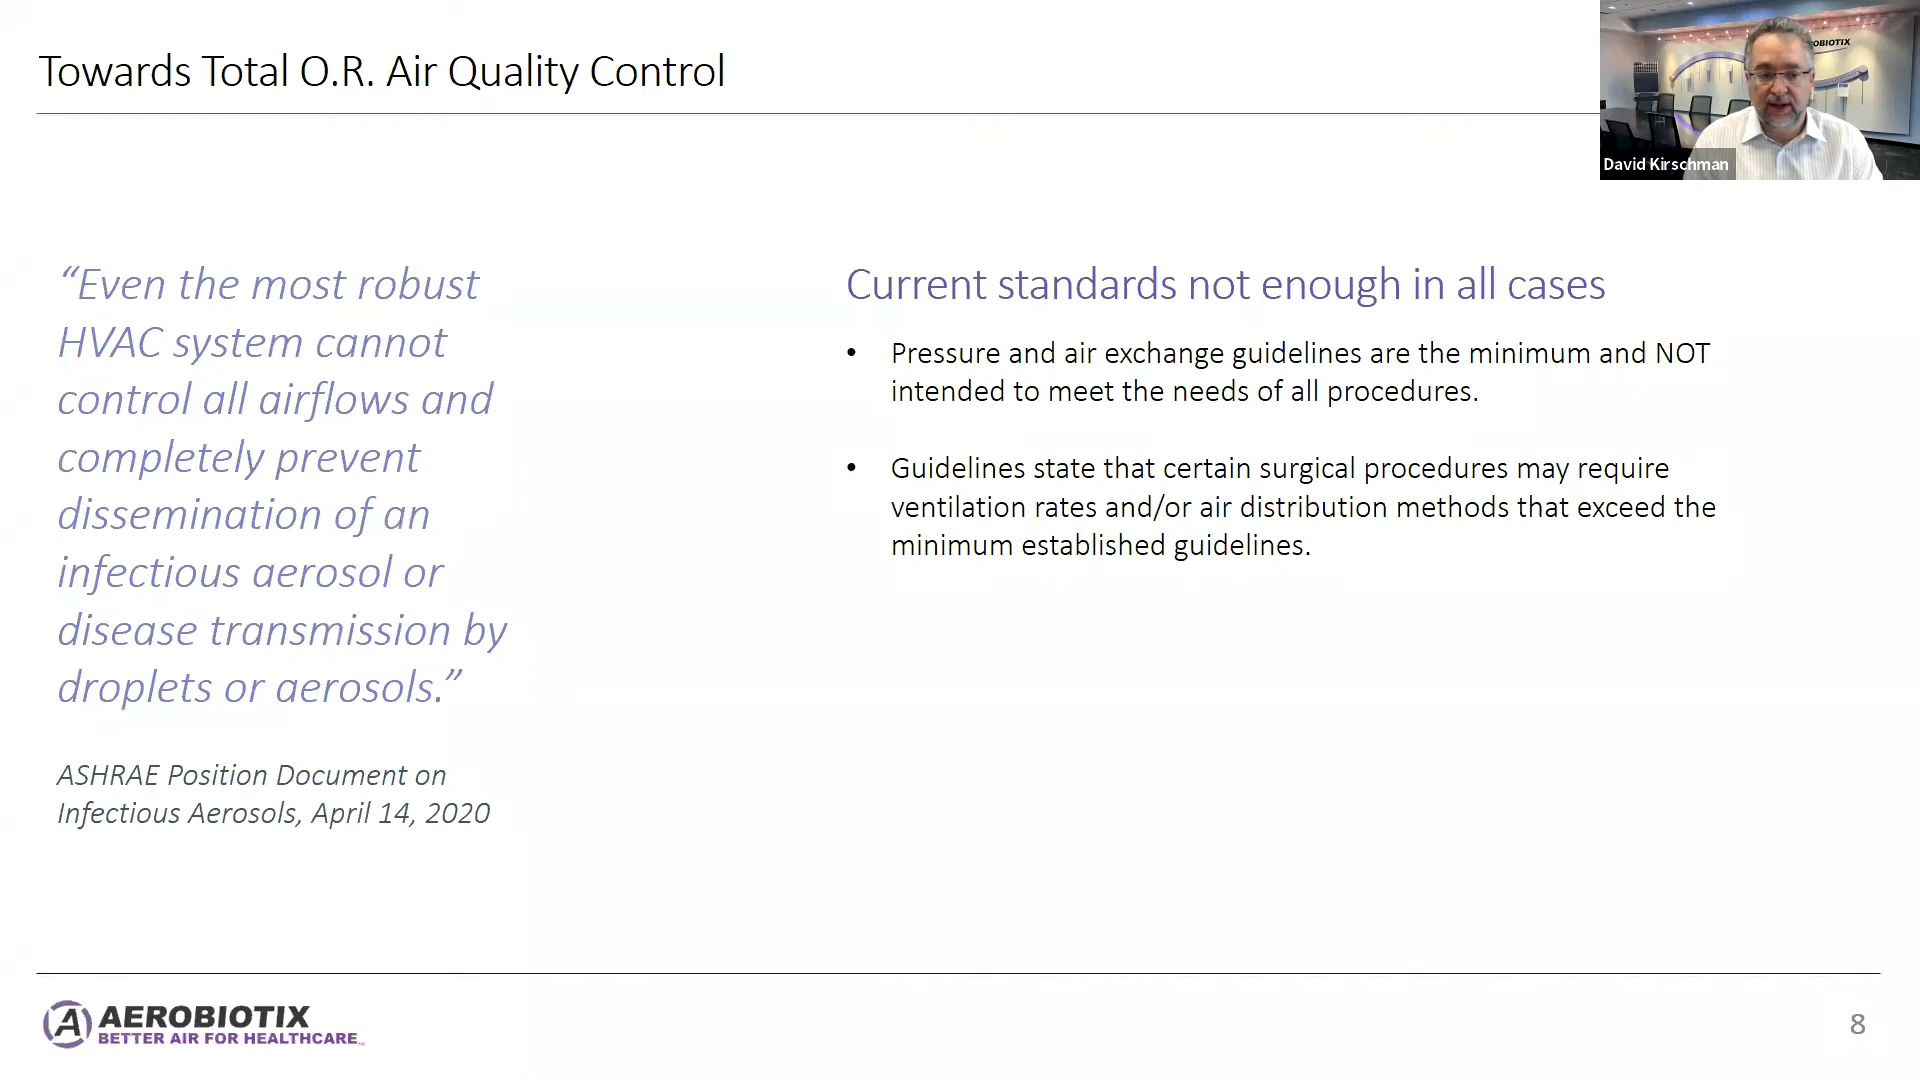 Towards Total O.R. Air Quality Control
OBIOTIX
David Kirschman
“Even the most robust
HVAC system cannot
control all airflows and
completely prevent
dissemination of an
infectious aerosol or
disease transmission by
droplets or aerosols.”
ASHRAE Position Document on
Infectious Aerosols, April 14, 2020
Current standards not enough in all cases
• Pressure and air exchange guidelines are the minimum and NOT
intended to meet the needs of all procedures.
• Guidelines state that certain surgical procedures may require
ventilation rates and/or air distribution methods that exceed the
minimum established guidelines.
A AEROBIOTIX
BETTER AIR FOR HEALTHCARE
8